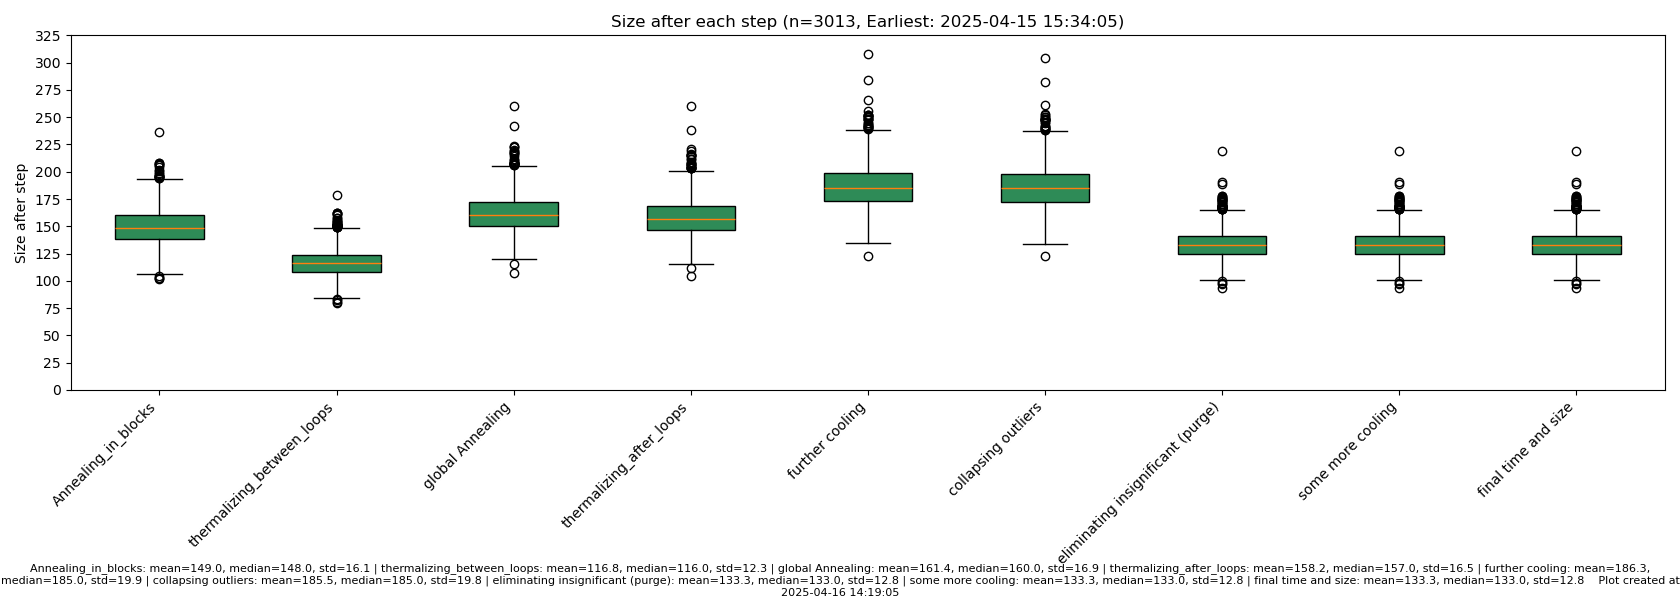 Size after each step (n=3013, Earliest: 2025-04-15 15:34:05)
325
300
275
250
225
200
175
150
125
100
75
50
25
0
Size after step
Annealing_in_blocks
thermalizing_between_loops
global Annealing
thermalizing_after_loops
further cooling
collapsing outliers
eliminating insignificant (purge)
some more cooling
final time and size
Annealing_in_blocks: mean=149.0, median=148.0, std=16.1 | thermalizing_between_loops: mean=116.8, median=116.0, std=12.3 | global Annealing: mean=161.4, median=160.0, std=16.9 | thermalizing_after_loops: mean=158.2, median=157.0, std=16.5 | further cooling: mean=186.3,
median=185.0, std=19.9 | collapsing outliers: mean=185.5, median=185.0, std=19.8 | eliminating insignificant (purge): mean=133.3, median=133.0, std=12.8 | some more cooling: mean=133.3, median=133.0, std=12.8 | final time and size: mean=133.3, median=133.0, std=12.8 Plot created at
2025-04-16 14:19:05